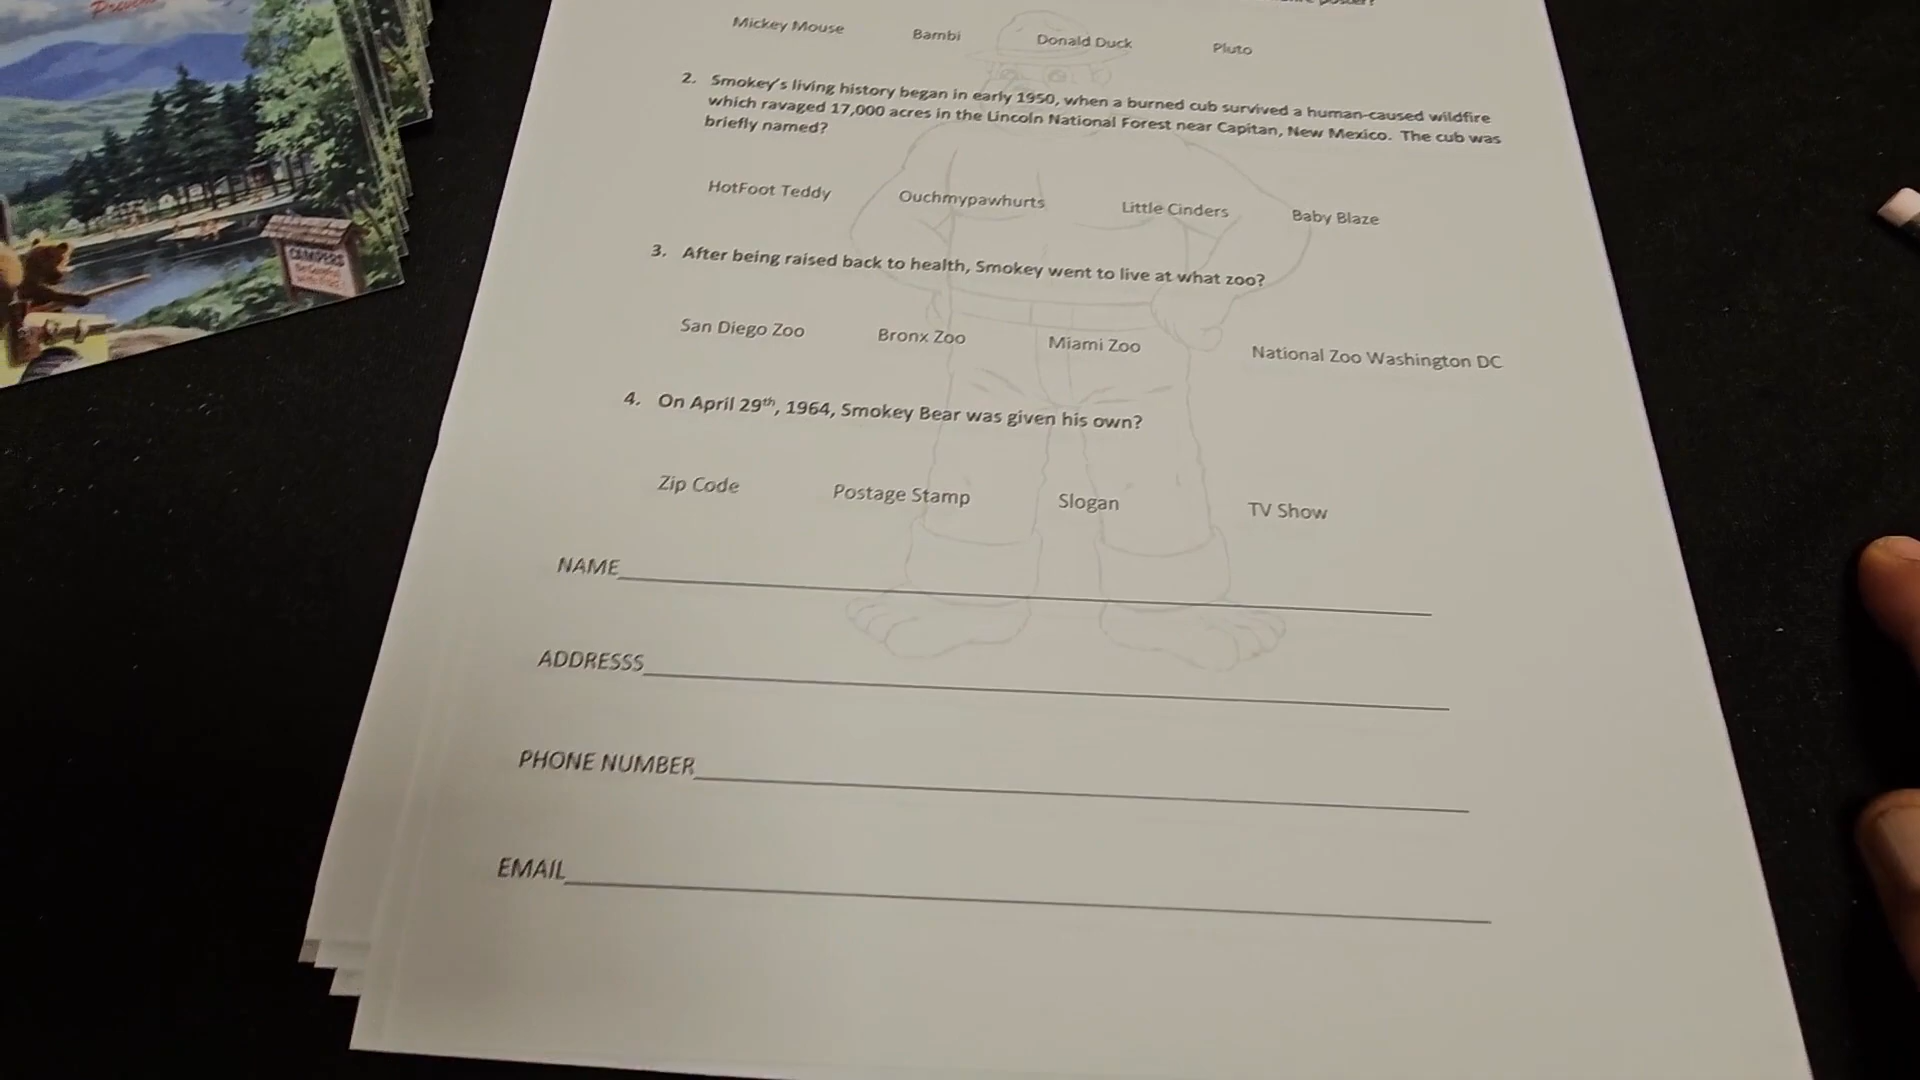 poster?
Mickey Mouse Bambi Donald Duck Pluto
2. Smokey's living history began in early 1950, when a burned cub survived a human-caused wildfire
which ravaged 17,000 acres in the Lincoln National Forest near Capitan, New Mexico. The cub was
briefly named?
HotFoot Teddy Ouchmypawhurts Little Cinders Baby Blaze
3. After being raised back to health, Smokey went to live at what zoo?
San Diego Zoo Bronx Zoo Miami Zoo National Zoo Washington DC
4. On April 29th, 1964, Smokey Bear was given his own?
Zip Code Postage Stamp Slogan TV Show
NAME
ADDRESSS
PHONE NUMBER
EMAIL
CAMPERS